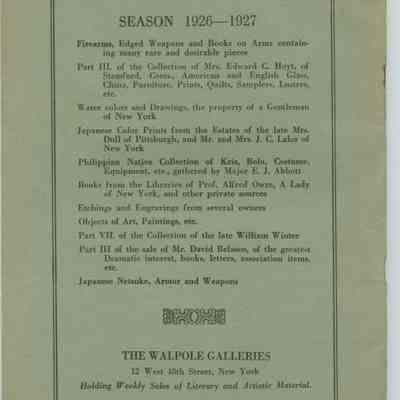 SEASON 1926—1927
Firearms, Edged Weapons and Books on Arms contain-
ing many rare and desirable pieces
Part III. of the Collection of Mrs. Edward C. Hoyt, of
Stamford, Conn., American and English Glass,
China, Furniture, Prints, Quilts, Samplers, Lustres,
etc.
Water colors and Drawings, the property of a Gentleman
of New York
Japanese Color Prints from the Estates of the late Mrs.
Doll of Pittsburgh, and Mr. and Mrs. J. C. Lalor of
New York
Philippine Native Collection of Kris, Bolo, Costume,
Equipment, etc., gathered by Major E. J. Abbott
Books from the Libraries of Prof. Alfred Owre, A Lady
of New York, and other private sources
Etchings and Engravings from several owners
Objects of Art, Paintings, etc.
Part VII. of the Collection of the late William Winter
Part III of the sale of Mr. David Belasco, of the greatest
Dramatic interest, books, letters, association items,
etc.
Japanese Netsuke, Armor and Weapons
THE WALPOLE GALLERIES
12 West 48th Street, New York
Holding Weekly Sales of Literary and Artistic Material.